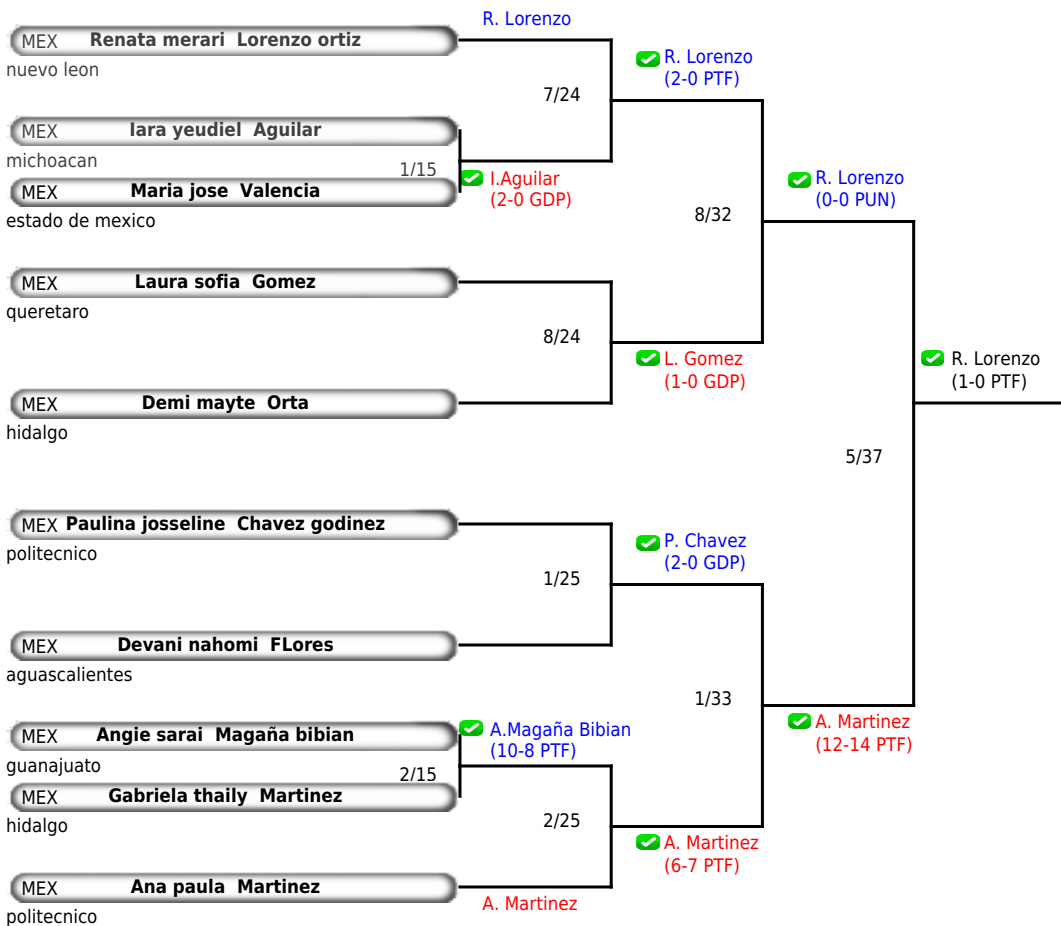 R. Lorenzo
MEX Renata merari Lorenzo ortiz
nuevo leon
R. Lorenzo
(2-0 PTF)
7/24
MEX Iara yeudiel Aguilar
michoacan
1/15
I.Aguilar
(2-0 GDP)
MEX Maria jose Valencia
estado de mexico
R. Lorenzo
(0-0 PUN)
8/32
MEX Laura sofia Gomez
queretaro
8/24
L. Gomez
(1-0 GDP)
R. Lorenzo
(1-0 PTF)
MEX Demi mayte Orta
hidalgo
5/37
MEX Paulina josseline Chavez godinez
politecnico
P. Chavez
(2-0 GDP)
1/25
MEX Devani nahomi FLores
aguascalientes
1/33
A. Martinez
(12-14 PTF)
MEX Angie sarai Magaña bibian
guanajuato
A.Magaña Bibian
(10-8 PTF)
2/15
MEX Gabriela thaily Martinez
hidalgo
2/25
A. Martinez
(6-7 PTF)
MEX Ana paula Martinez
politecnico
A. Martinez